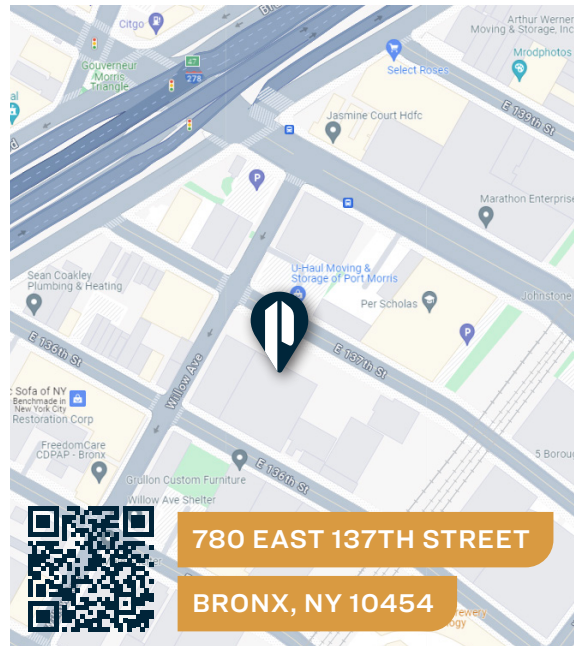 Citgo
Arthur Werner
Moving & Storage, Inc
Gouverneur
Morris
Triangle
47
278
Select Roses
Mrodphotos
E 139th St
Jasmine Court Hdfc
P
Marathon Enterprise
Sean Coakley
Plumbing & Heating
U-Haul Moving &
Storage of Port Morris
Per Scholas
Johnstone
P
E 136th St
Willow Ave
E 137th St
Sofa of NY
Benchmade in
New York City
Restoration Corp
FreedomCare
CDPAP - Bronx
5 Boroug
Grullon Custom Furniture
E 136th St
Willow Ave Shelter
780 EAST 137TH STREET
BRONX, NY 10454